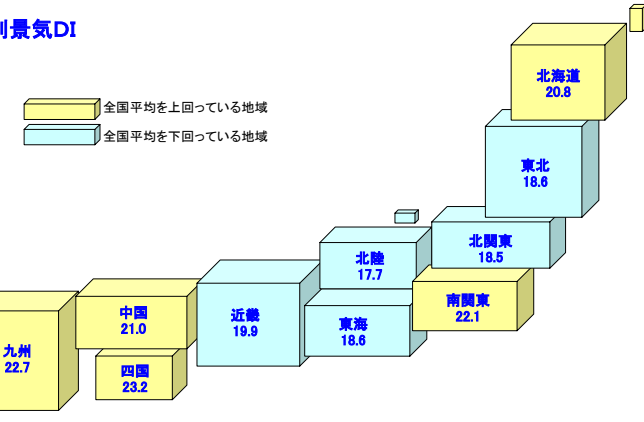 別景気DI
全国平均を上回っている地域
全国平均を下回っている地域
北海道
20.8
東北
18.6
北関東
18.5
北陸
17.7
南関東
22.1
東海
18.6
近畿
19.9
中国
21.0
四国
23.2
九州
22.7